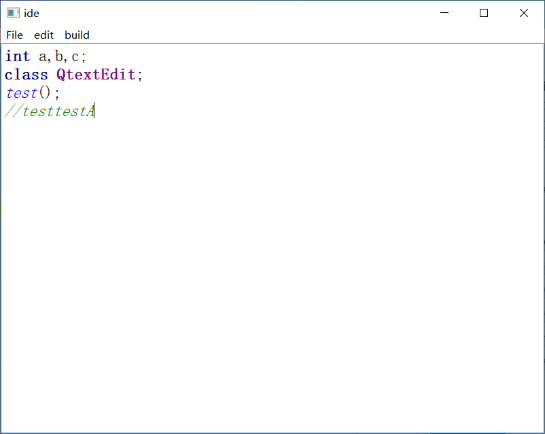 ide
File edit build
int a,b,c;
class QtextEdit;
test();
//testtestA